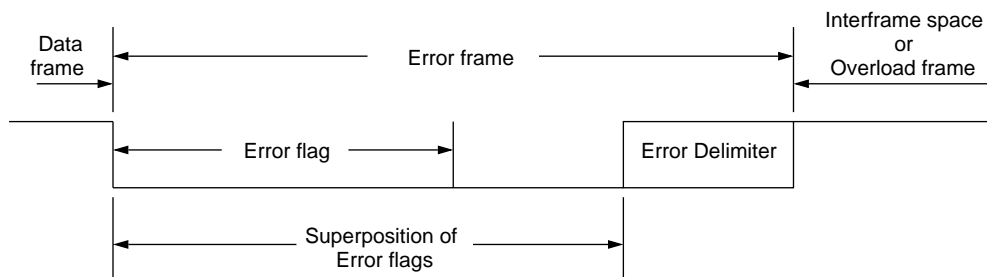 Data
frame
Error frame
Interframe space
or
Overload frame
Error flag
Error Delimiter
Superposition of
Error flags